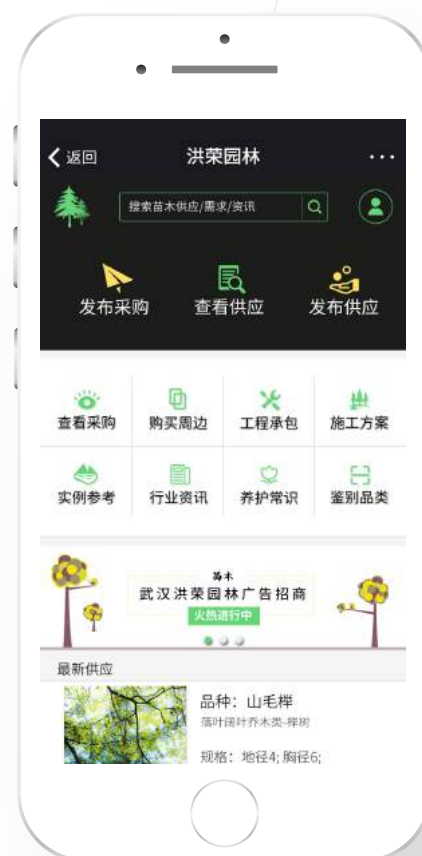 返回
洪荣园林
搜索苗木供应/需求/资讯
发布采购 查看供应 发布供应
查看采购 购买周边 工程承包 施工方案
实例参考 行业资讯 养护常识 鉴别品类
苗木
武汉洪荣园林广告招商
火热进行中
最新供应
品种：山毛榉
落叶阔叶乔木类-榉树
规格：地径4; 胸径6;